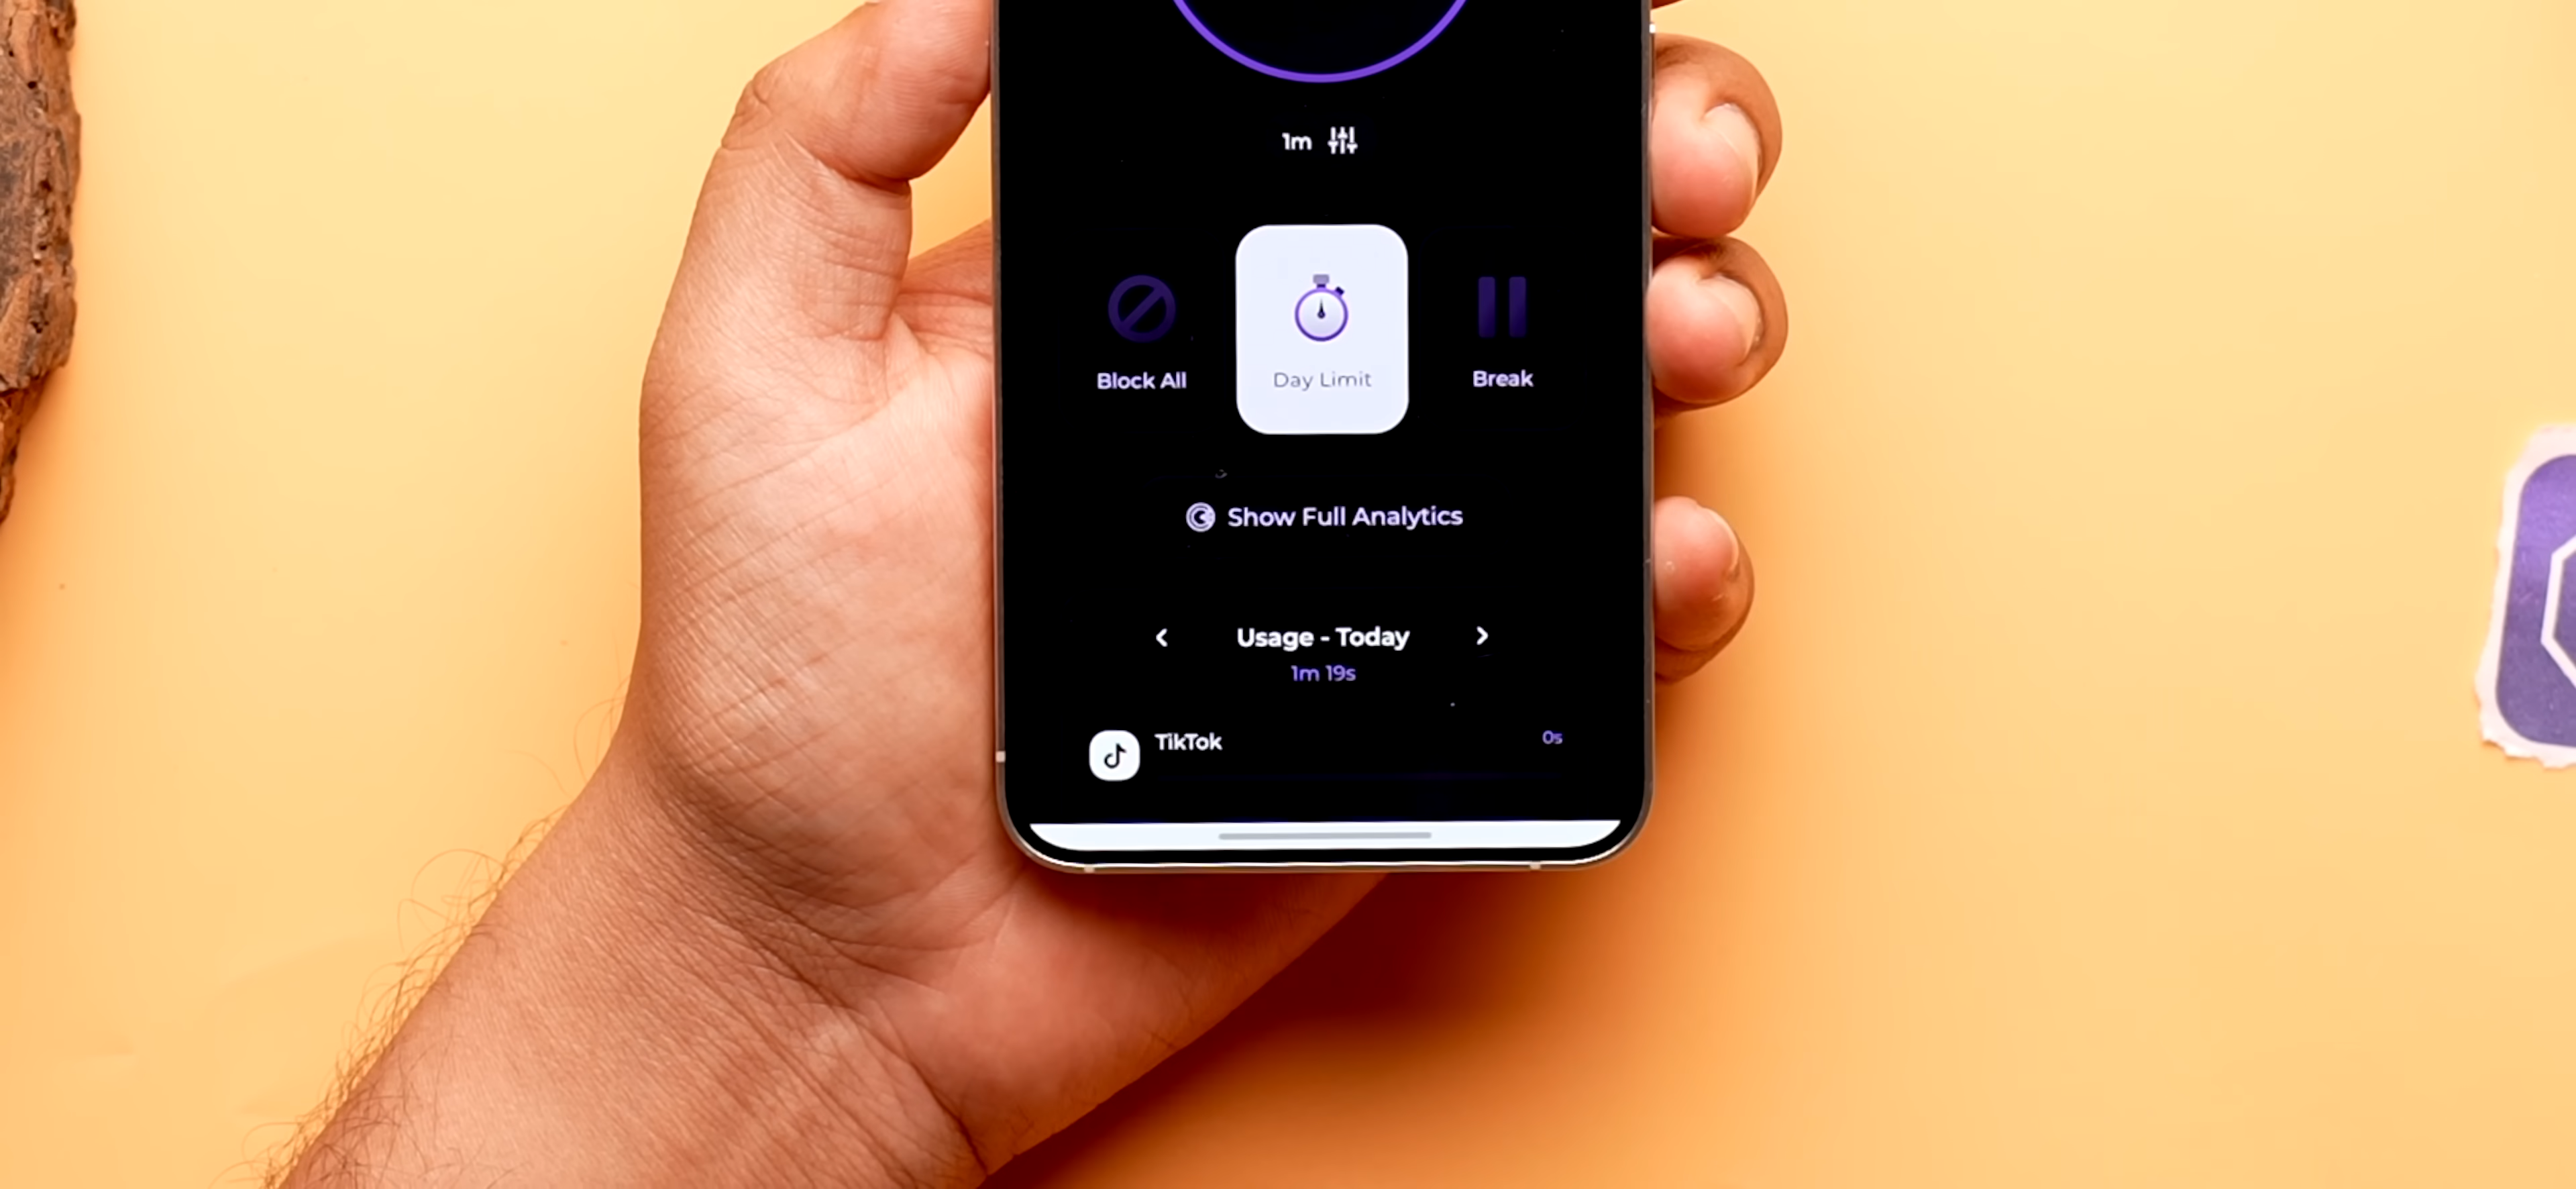 1m
Block All
Day Limit
Break
Show Full Analytics
Usage - Today
1m 19s
TikTok
0s